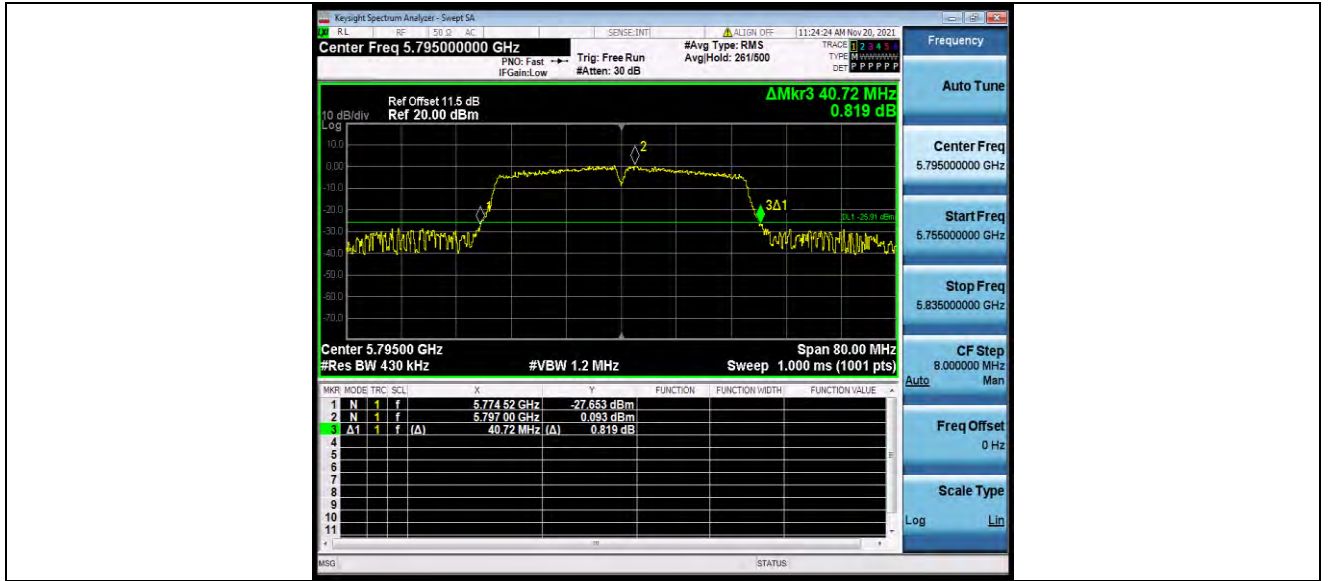 Keysight Spectrum Analyzer - Swept SA
RL RF 50 Ω AC SENSE:INT ALIGN OFF 11:24:24 AM Nov 20, 2021
Center Freq 5.795000000 GHz
PNO: Fast
IFGain:Low
Trig: Free Run
#Atten: 30 dB
#Avg Type: RMS
Avg|Hold: 261/500
TRACE 1 2 3 4 5 6
TYPE M WWWWW
DET P P P P P P
ΔMkr3 40.72 MHz
0.819 dB
Ref Offset 11.5 dB
10 dB/div Ref 20.00 dBm
Log
10.0
0.00
-10.0
-20.0
-30.0
-40.0
-50.0
-60.0
-70.0
1
2
3Δ1
DL1 -25.91 dBm
Center 5.79500 GHz Span 80.00 MHz
#Res BW 430 kHz #VBW 1.2 MHz Sweep 1.000 ms (1001 pts)
MKR MODE TRC SCL X Y FUNCTION FUNCTION WIDTH FUNCTION VALUE
1 N 1 f 5.774 52 GHz -27.653 dBm
2 N 1 f 5.797 00 GHz 0.093 dBm
3 Δ1 1 f (Δ) 40.72 MHz (Δ) 0.819 dB
4
5
6
7
8
9
10
11
MSG STATUS
Frequency
Auto Tune
Center Freq
5.795000000 GHz
Start Freq
5.755000000 GHz
Stop Freq
5.835000000 GHz
CF Step
8.000000 MHz
Auto Man
Freq Offset
0 Hz
Scale Type
Log Lin